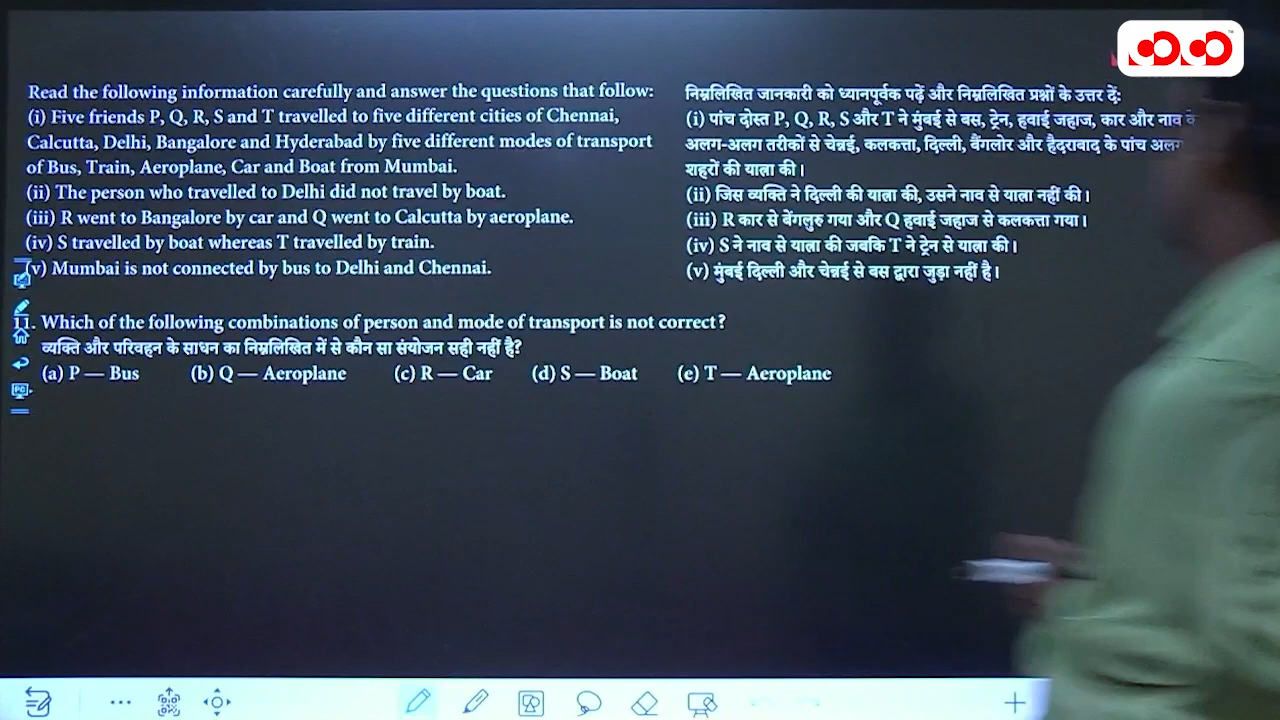 Read the following information carefully and answer the questions that follow:
(i) Five friends P, Q, R, S and T travelled to five different cities of Chennai,
Calcutta, Delhi, Bangalore and Hyderabad by five different modes of transport
of Bus, Train, Aeroplane, Car and Boat from Mumbai.
(ii) The person who travelled to Delhi did not travel by boat.
(iii) R went to Bangalore by car and Q went to Calcutta by aeroplane.
(iv) S travelled by boat whereas T travelled by train.
(v) Mumbai is not connected by bus to Delhi and Chennai.
निम्नलिखित जानकारी को ध्यानपूर्वक पढ़ें और निम्नलिखित प्रश्नों के उत्तर दें:
(i) पांच दोस्त P, Q, R, S और T ने मुंबई से बस, ट्रेन, हवाई जहाज, कार और नाव के
अलग-अलग तरीकों से चेन्नई, कलकत्ता, दिल्ली, बैंगलोर और हैदराबाद के पांच अलग
शहरों की यात्रा की।
(ii) जिस व्यक्ति ने दिल्ली की यात्रा की, उसने नाव से यात्रा नहीं की।
(iii) R कार से बेंगलुरु गया और Q हवाई जहाज से कलकत्ता गया।
(iv) S ने नाव से यात्रा की जबकि T ने ट्रेन से यात्रा की।
(v) मुंबई दिल्ली और चेन्नई से बस द्वारा जुड़ा नहीं है।
11. Which of the following combinations of person and mode of transport is not correct?
व्यक्ति और परिवहन के साधन का निम्नलिखित में से कौन सा संयोजन सही नहीं है?
(a) P — Bus (b) Q — Aeroplane (c) R — Car (d) S — Boat (e) T — Aeroplane